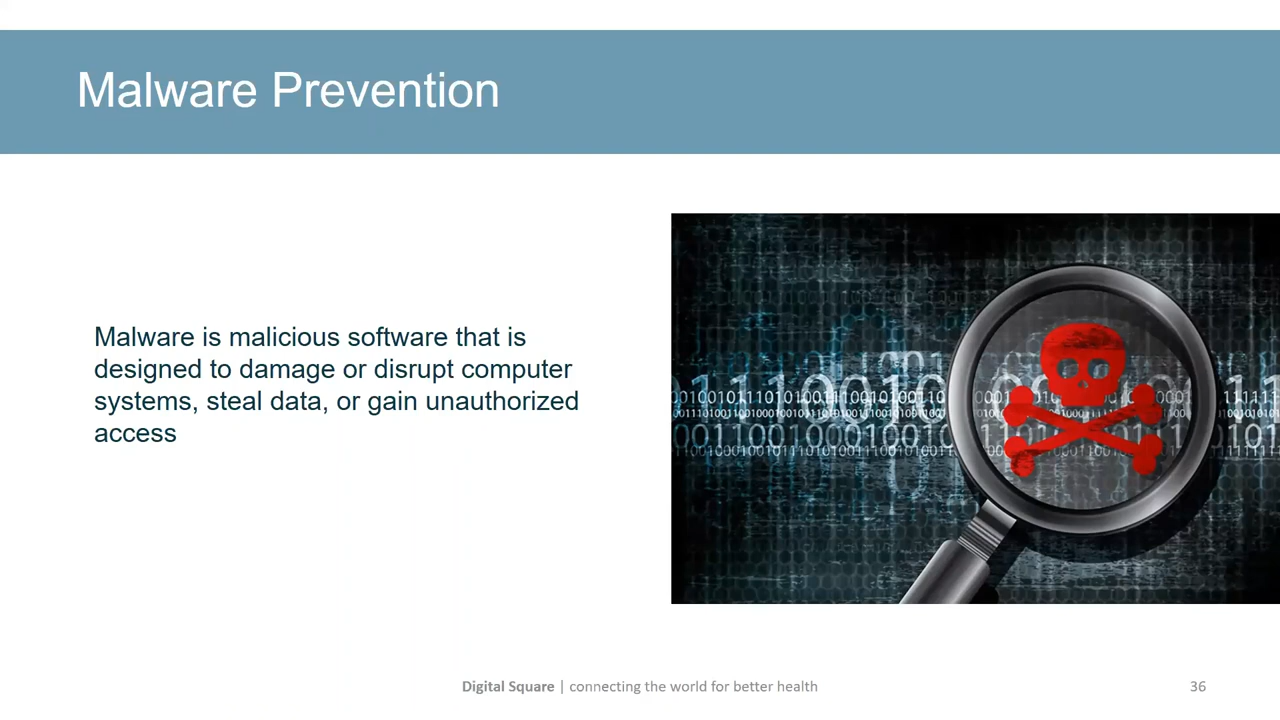 Malware Prevention
Malware is malicious software that is
designed to damage or disrupt computer
systems, steal data, or gain unauthorized
access
Digital Square | connecting the world for better health
36